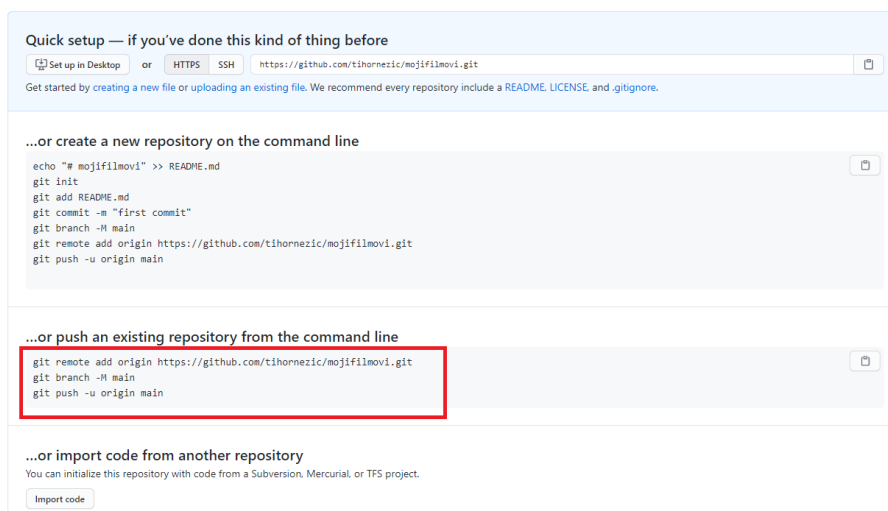 Quick setup — if you've done this kind of thing before
Set up in Desktop or HTTPS SSH https://github.com/tihornezic/mojifilmovi.git
Get started by creating a new file or uploading an existing file. We recommend every repository include a README, LICENSE, and .gitignore.
...or create a new repository on the command line
echo "# mojifilmovi" >> README.md
git init
git add README.md
git commit -m "first commit"
git branch -M main
git remote add origin https://github.com/tihornezic/mojifilmovi.git
git push -u origin main
...or push an existing repository from the command line
git remote add origin https://github.com/tihornezic/mojifilmovi.git
git branch -M main
git push -u origin main
...or import code from another repository
You can initialize this repository with code from a Subversion, Mercurial, or TFS project.
Import code